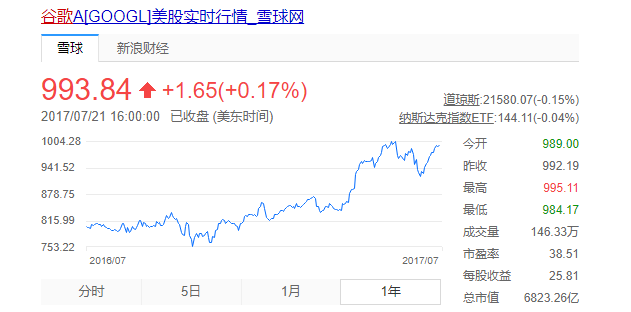 谷歌A[GOOGL]美股实时行情_雪球网
雪球 新浪财经
993.84 +1.65(+0.17%)
2017/07/21 16:00:00 已收盘 (美东时间)
道琼斯:21580.07(-0.15%)
纳斯达克指数ETF:144.11(-0.04%)
1004.28
941.52
878.75
815.99
753.22
2016/07 2017/07
分时 5日 1月 1年
今开 989.00
昨收 992.19
最高 995.11
最低 984.17
成交量 146.33万
市盈率 38.51
每股收益 25.81
总市值 6823.26亿